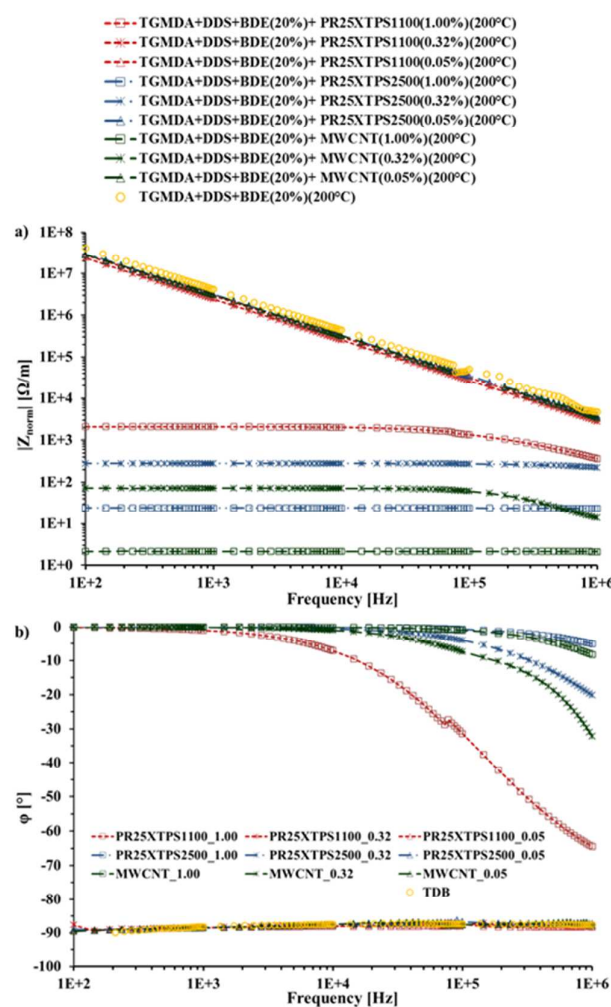 TGMDA+DDS+BDE(20%)+ PR25XTPS1100(1.00%)(200°C)
TGMDA+DDS+BDE(20%)+ PR25XTPS1100(0.32%)(200°C)
TGMDA+DDS+BDE(20%)+ PR25XTPS1100(0.05%)(200°C)
TGMDA+DDS+BDE(20%)+ PR25XTPS2500(1.00%)(200°C)
TGMDA+DDS+BDE(20%)+ PR25XTPS2500(0.32%)(200°C)
TGMDA+DDS+BDE(20%)+ PR25XTPS2500(0.05%)(200°C)
TGMDA+DDS+BDE(20%)+ MWCNT(1.00%)(200°C)
TGMDA+DDS+BDE(20%)+ MWCNT(0.32%)(200°C)
TGMDA+DDS+BDE(20%)+ MWCNT(0.05%)(200°C)
TGMDA+DDS+BDE(20%)(200°C)
a)
1E+8
1E+7
1E+6
1E+5
1E+4
1E+3
1E+2
1E+1
1E+0
|Znorm| [Ω/m]
1E+2 1E+3 1E+4 1E+5 1E+6
Frequency [Hz]
b)
0
-10
-20
-30
-40
-50
-60
-70
-80
-90
-100
φ [°]
PR25XTPS1100_1.00 PR25XTPS1100_0.32 PR25XTPS1100_0.05
PR25XTPS2500_1.00 PR25XTPS2500_0.32 PR25XTPS2500_0.05
MWCNT_1.00 MWCNT_0.32 MWCNT_0.05
TDB
1E+2 1E+3 1E+4 1E+5 1E+6
Frequency [Hz]